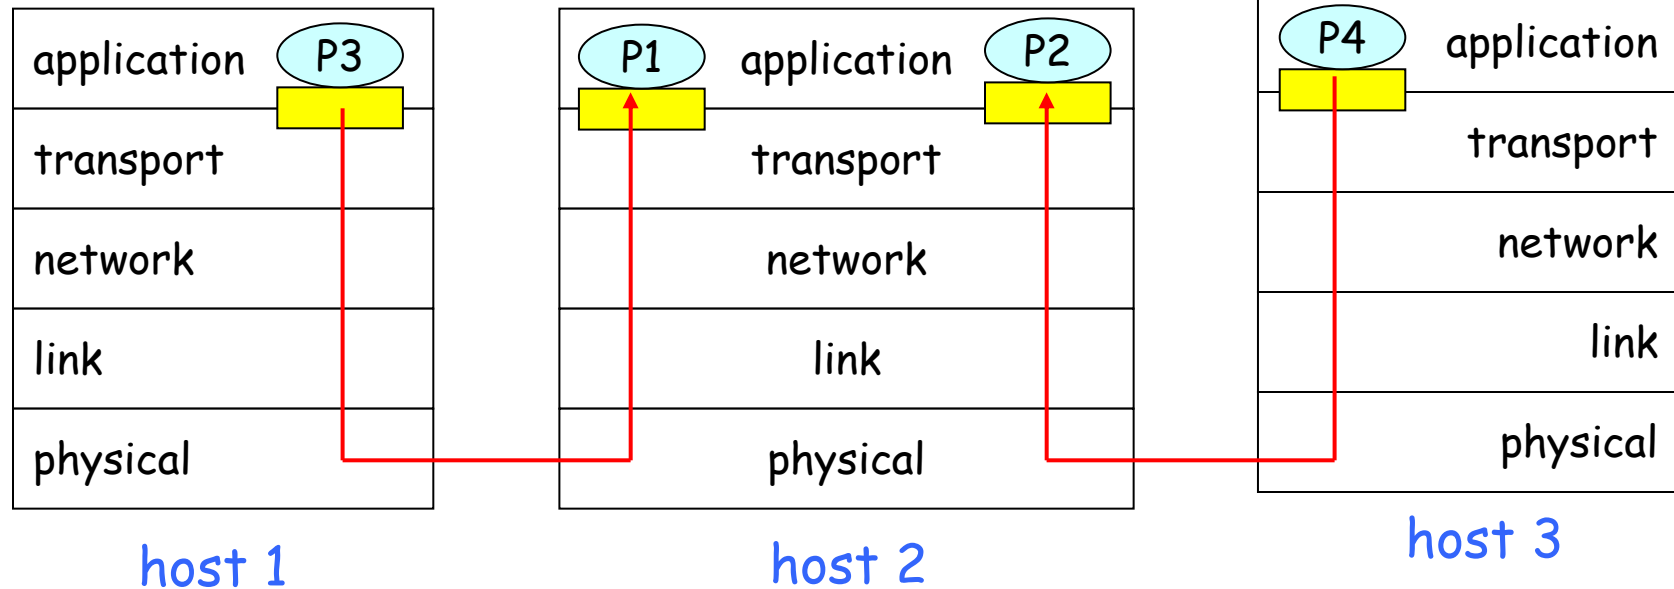 application
P3
transport
network
link
physical
host 1
P1
application
P2
transport
network
link
physical
host 2
P4
application
transport
network
link
physical
host 3